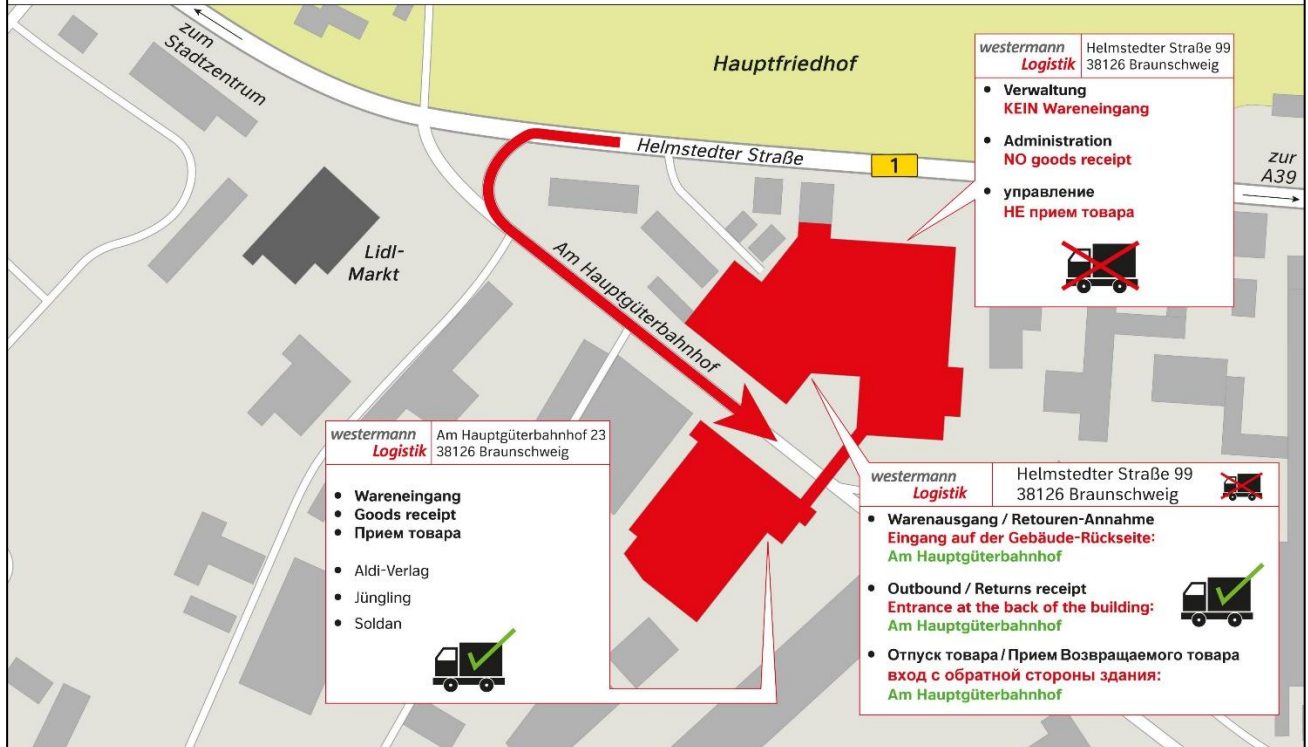 zum
Stadtzentrum
Hauptfriedhof
Helmstedter Straße
1
zur
A39
Lidl-
Markt
Am Hauptgüterbahnhof
westermann
Logistik
Helmstedter Straße 99
38126 Braunschweig
• Verwaltung
KEIN Wareneingang
• Administration
NO goods receipt
• управление
НЕ прием товара
westermann
Logistik
Am Hauptgüterbahnhof 23
38126 Braunschweig
• Wareneingang
• Goods receipt
• Прием товара
• Aldi-Verlag
• Jüngling
• Soldan
westermann
Logistik
Helmstedter Straße 99
38126 Braunschweig
• Warenausgang / Retouren-Annahme
Eingang auf der Gebäude-Rückseite:
Am Hauptgüterbahnhof
• Outbound / Returns receipt
Entrance at the back of the building:
Am Hauptgüterbahnhof
• Отпуск товара / Прием Возвращаемого товара
вход с обратной стороны здания:
Am Hauptgüterbahnhof